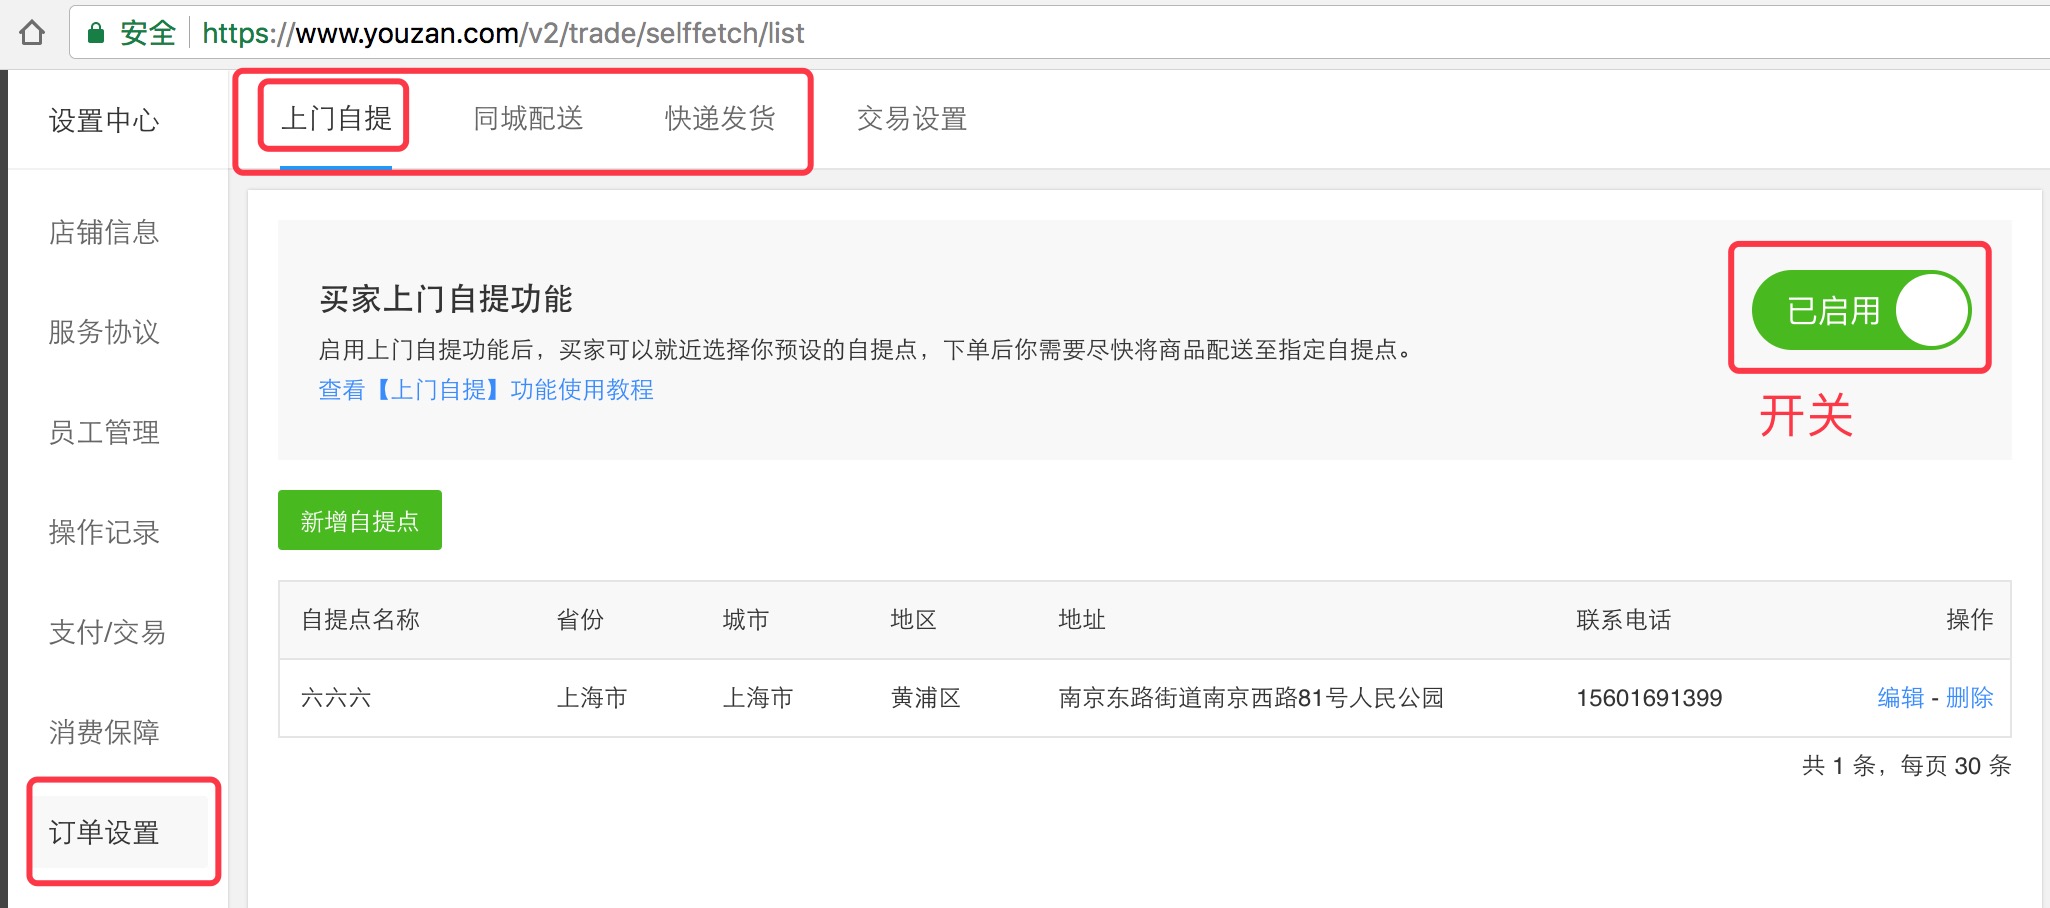 安全 https://www.youzan.com/v2/trade/selffetch/list
设置中心
上门自提 同城配送 快递发货 交易设置
店铺信息
服务协议
员工管理
操作记录
支付/交易
消费保障
订单设置
买家上门自提功能
启用上门自提功能后，买家可以就近选择你预设的自提点，下单后你需要尽快将商品配送至指定自提点。
查看【上门自提】功能使用教程
已启用
开关
新增自提点
自提点名称 省份 城市 地区 地址 联系电话 操作
六六六 上海市 上海市 黄浦区 南京东路街道南京西路81号人民公园 15601691399 编辑 - 删除
共 1 条，每页 30 条